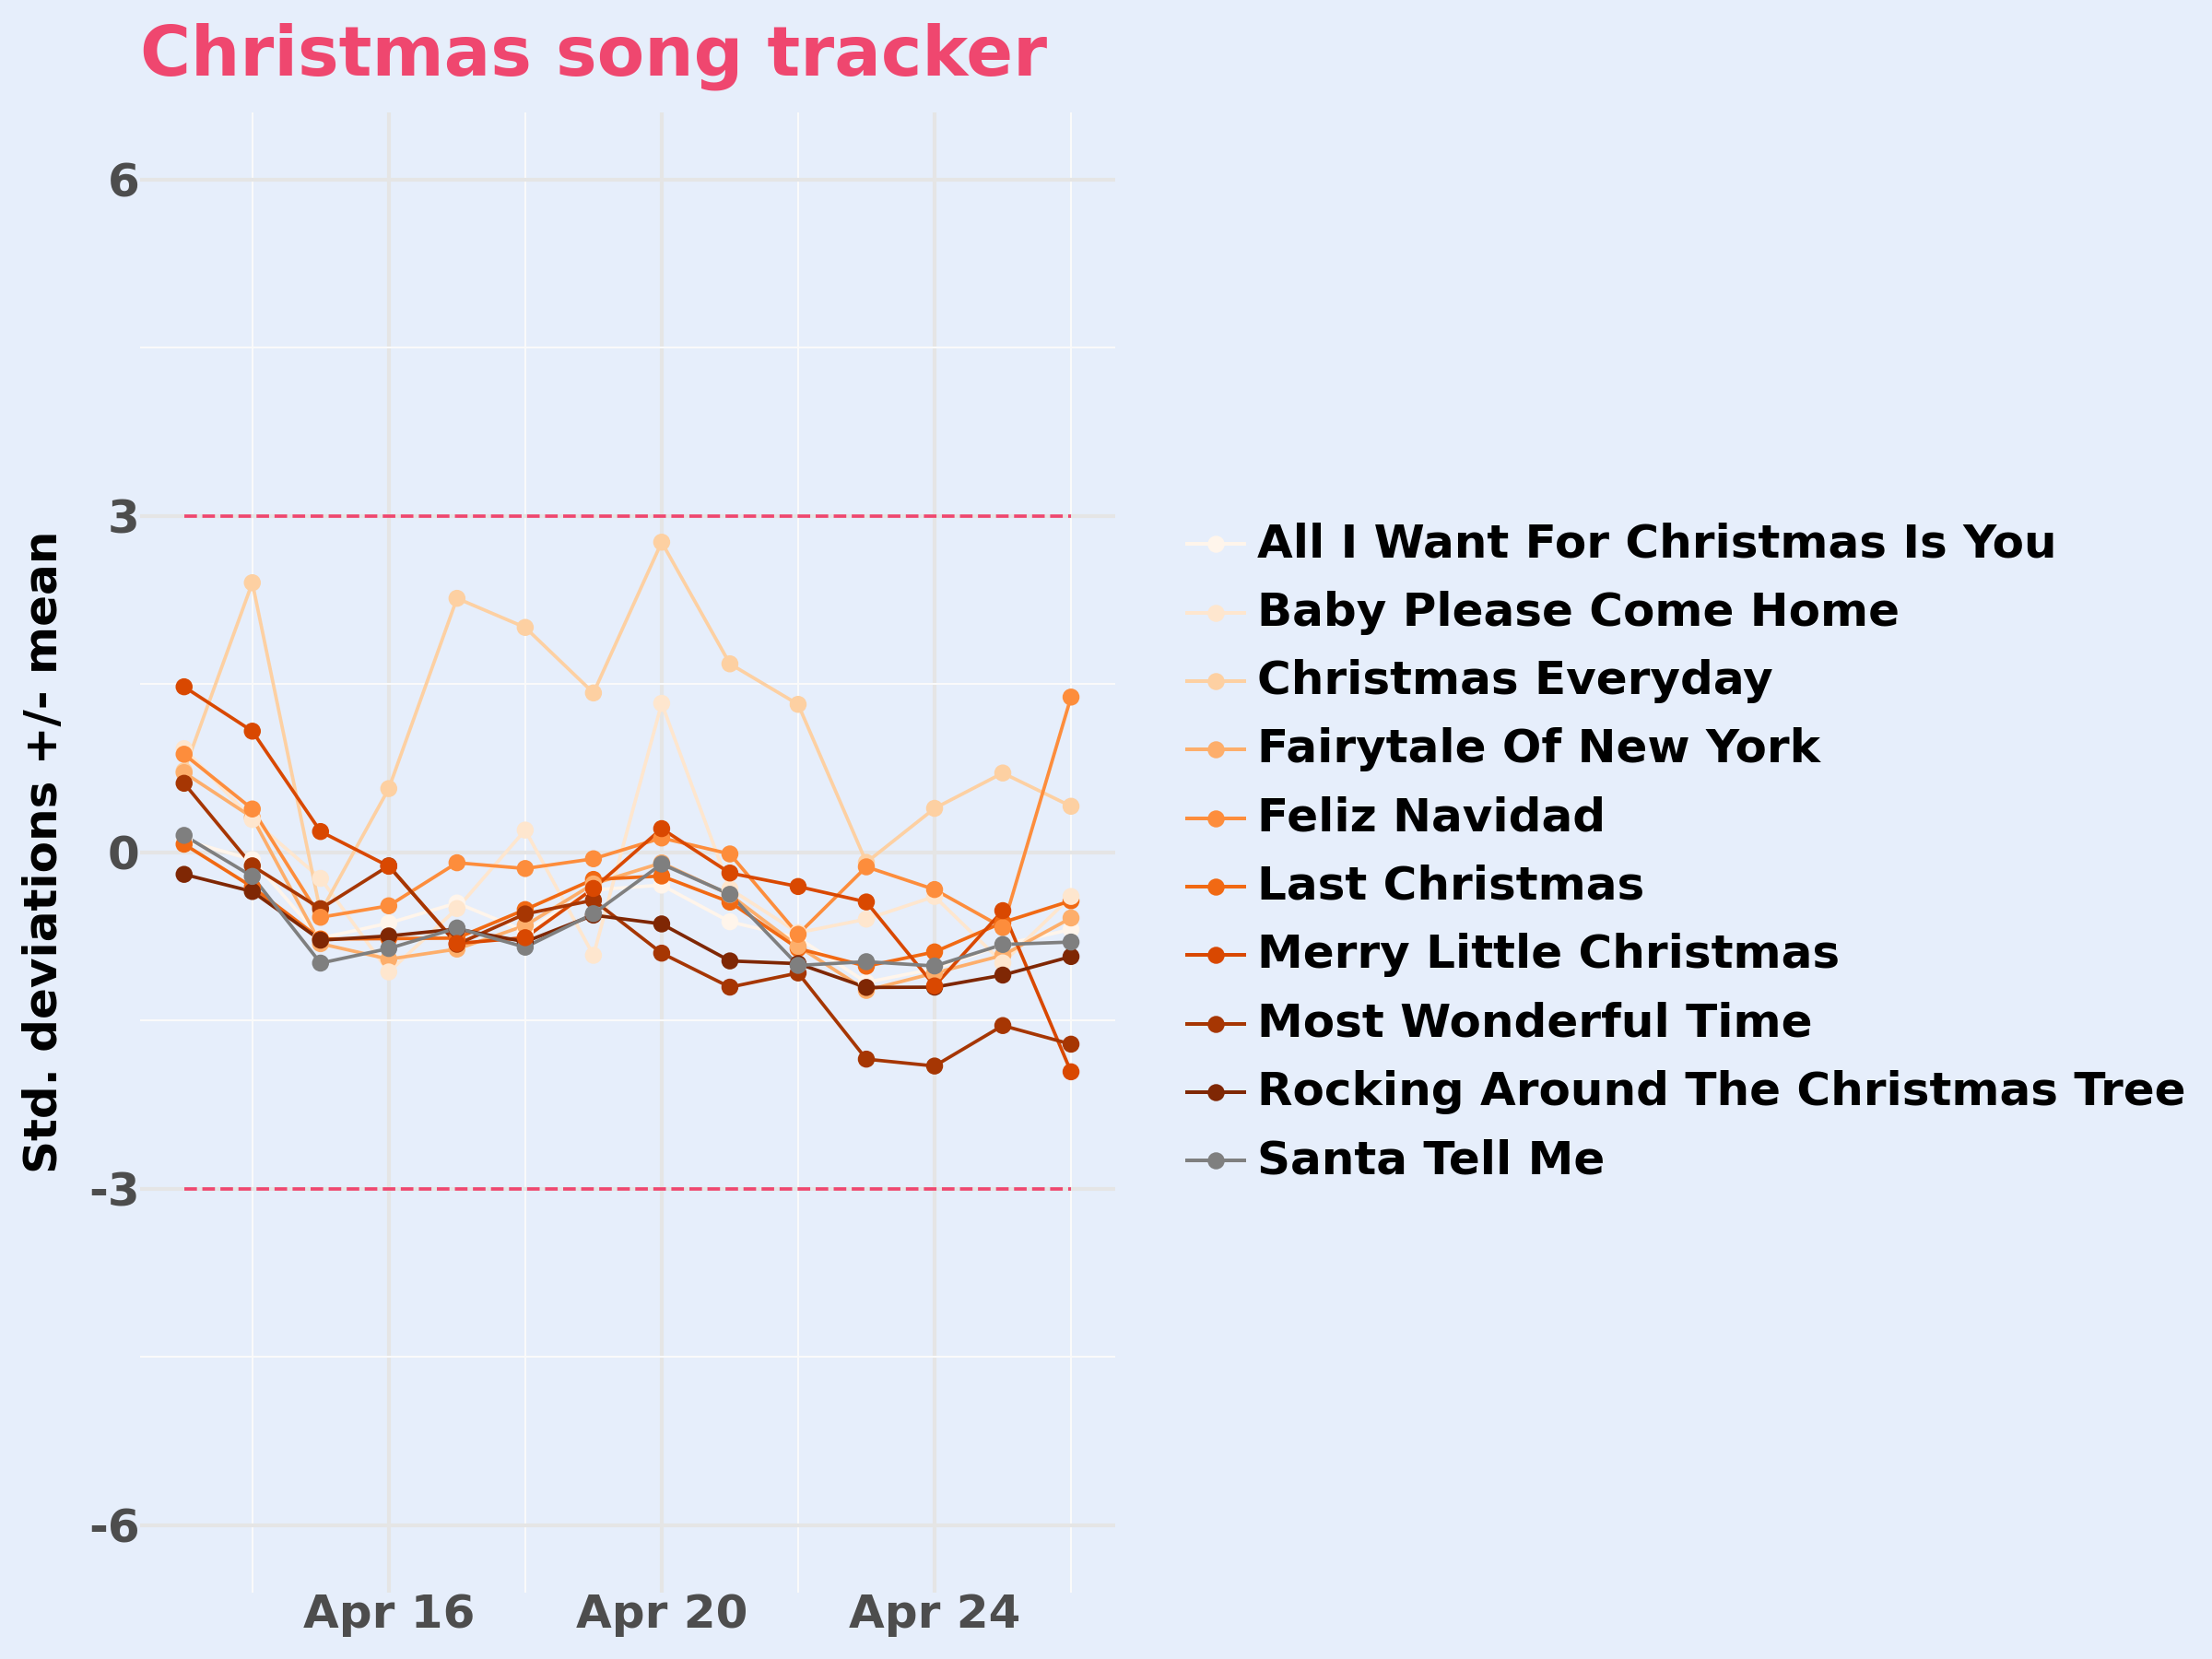 Christmas song tracker
Std. deviations +/- mean
6
3
0
-3
-6
Apr 16
Apr 20
Apr 24
All I Want For Christmas Is You
Baby Please Come Home
Christmas Everyday
Fairytale Of New York
Feliz Navidad
Last Christmas
Merry Little Christmas
Most Wonderful Time
Rocking Around The Christmas Tree
Santa Tell Me